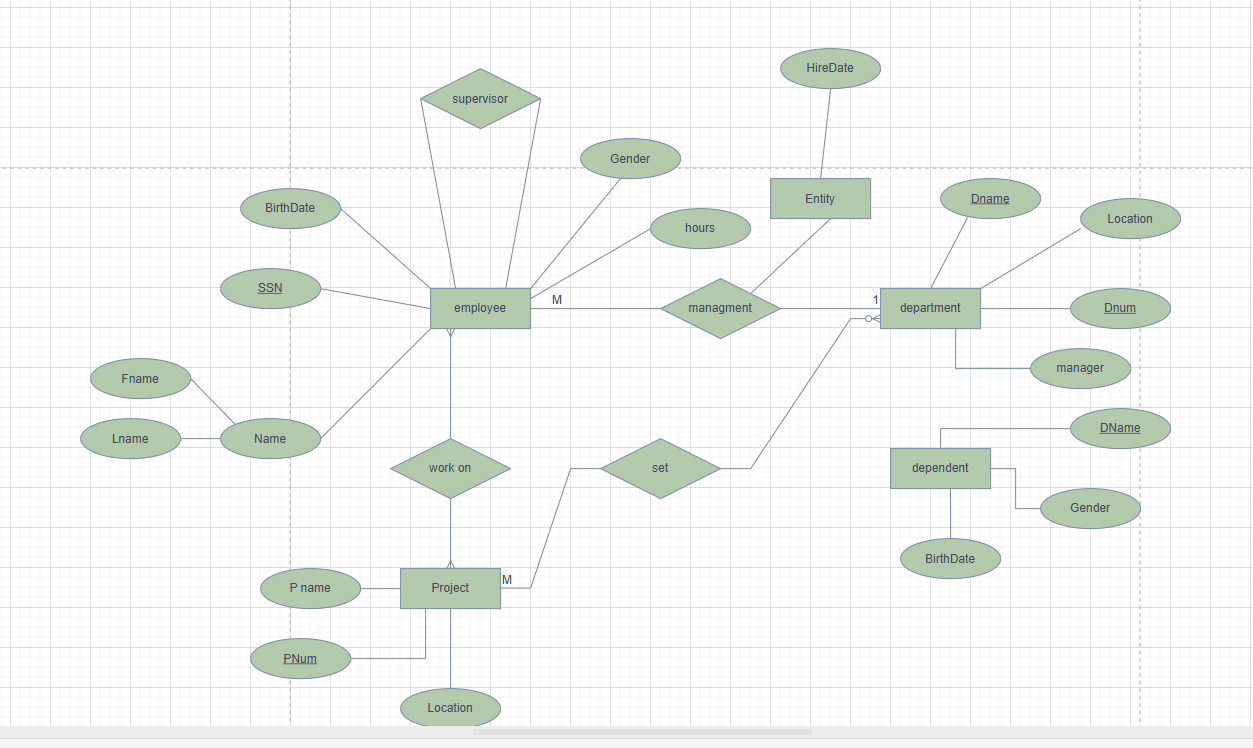 HireDate
supervisor
Gender
Entity
Dname
BirthDate
Location
hours
SSN
M
1
employee
managment
department
Dnum
manager
Fname
DName
Lname
Name
work on
set
dependent
Gender
BirthDate
M
P name
Project
PNum
Location